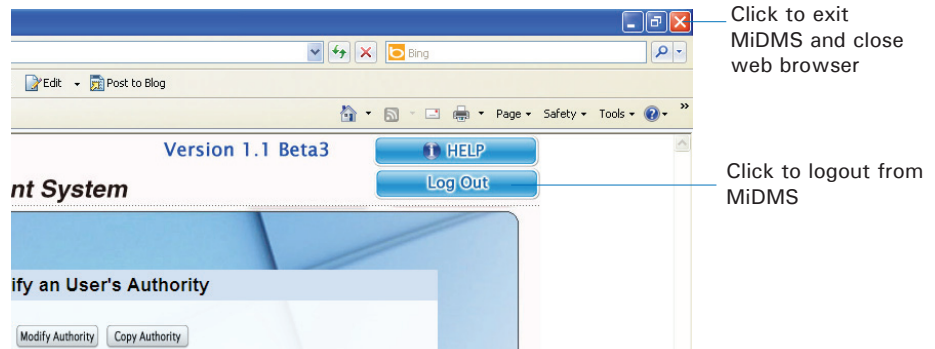 Click to exit
MiDMS and close
web browser
Bing
Edit Post to Blog
Page Safety Tools »
Version 1.1 Beta3
HELP
nt System
Log Out
Click to logout from
MiDMS
ify an User's Authority
Modify Authority Copy Authority